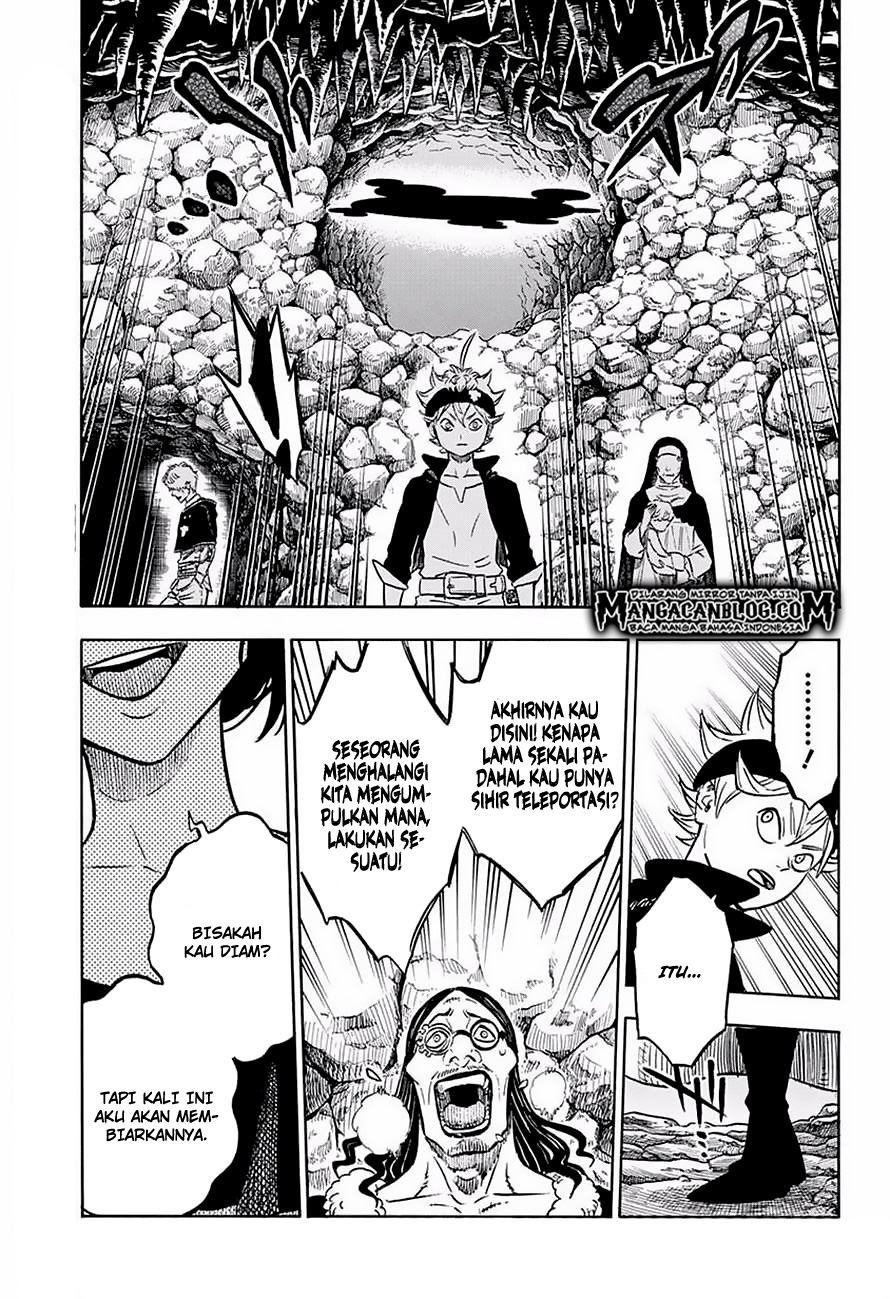 DILARANG MIRROR TANPA IJIN
MANGACANBLOG.COM
BACA MANGA BAHASA INDONESIA
.........!
ITU...
AKHIRNYA KAU
DISINI! KENAPA
LAMA SEKALI PA-
DAHAL KAU PUNYA
SIHIR TELEPORTASI?
SESEORANG
MENGHALANGI
KITA MENGUM-
PULKAN MANA,
LAKUKAN SE-
SUATU!
BISAKAH
KAU DIAM?
TAPI KALI INI
AKU AKAN MEM-
BIARKANNYA.